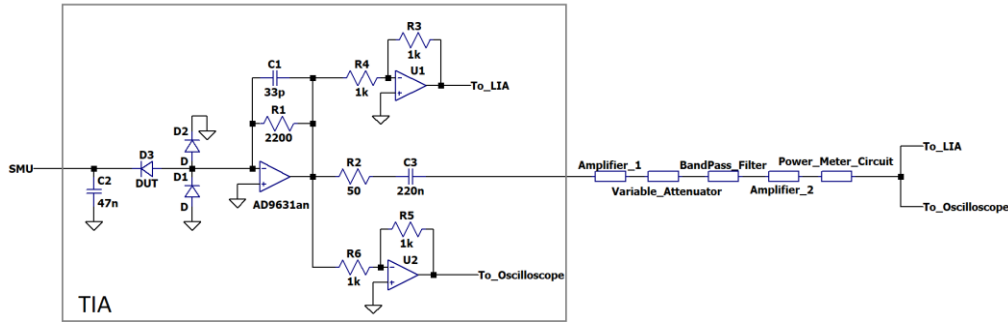 R3
1k
C1
33p
R4
1k
U1
To_LIA
R1
2200
D2
D
SMU
D3
DUT
D1
D
C2
47n
AD9631an
R2
50
C3
220n
Amplifier_1
Variable_Attenuator
BandPass_Filter
Amplifier_2
Power_Meter_Circuit
To_LIA
To_Oscilloscope
R5
1k
R6
1k
U2
To_Oscilloscope
TIA